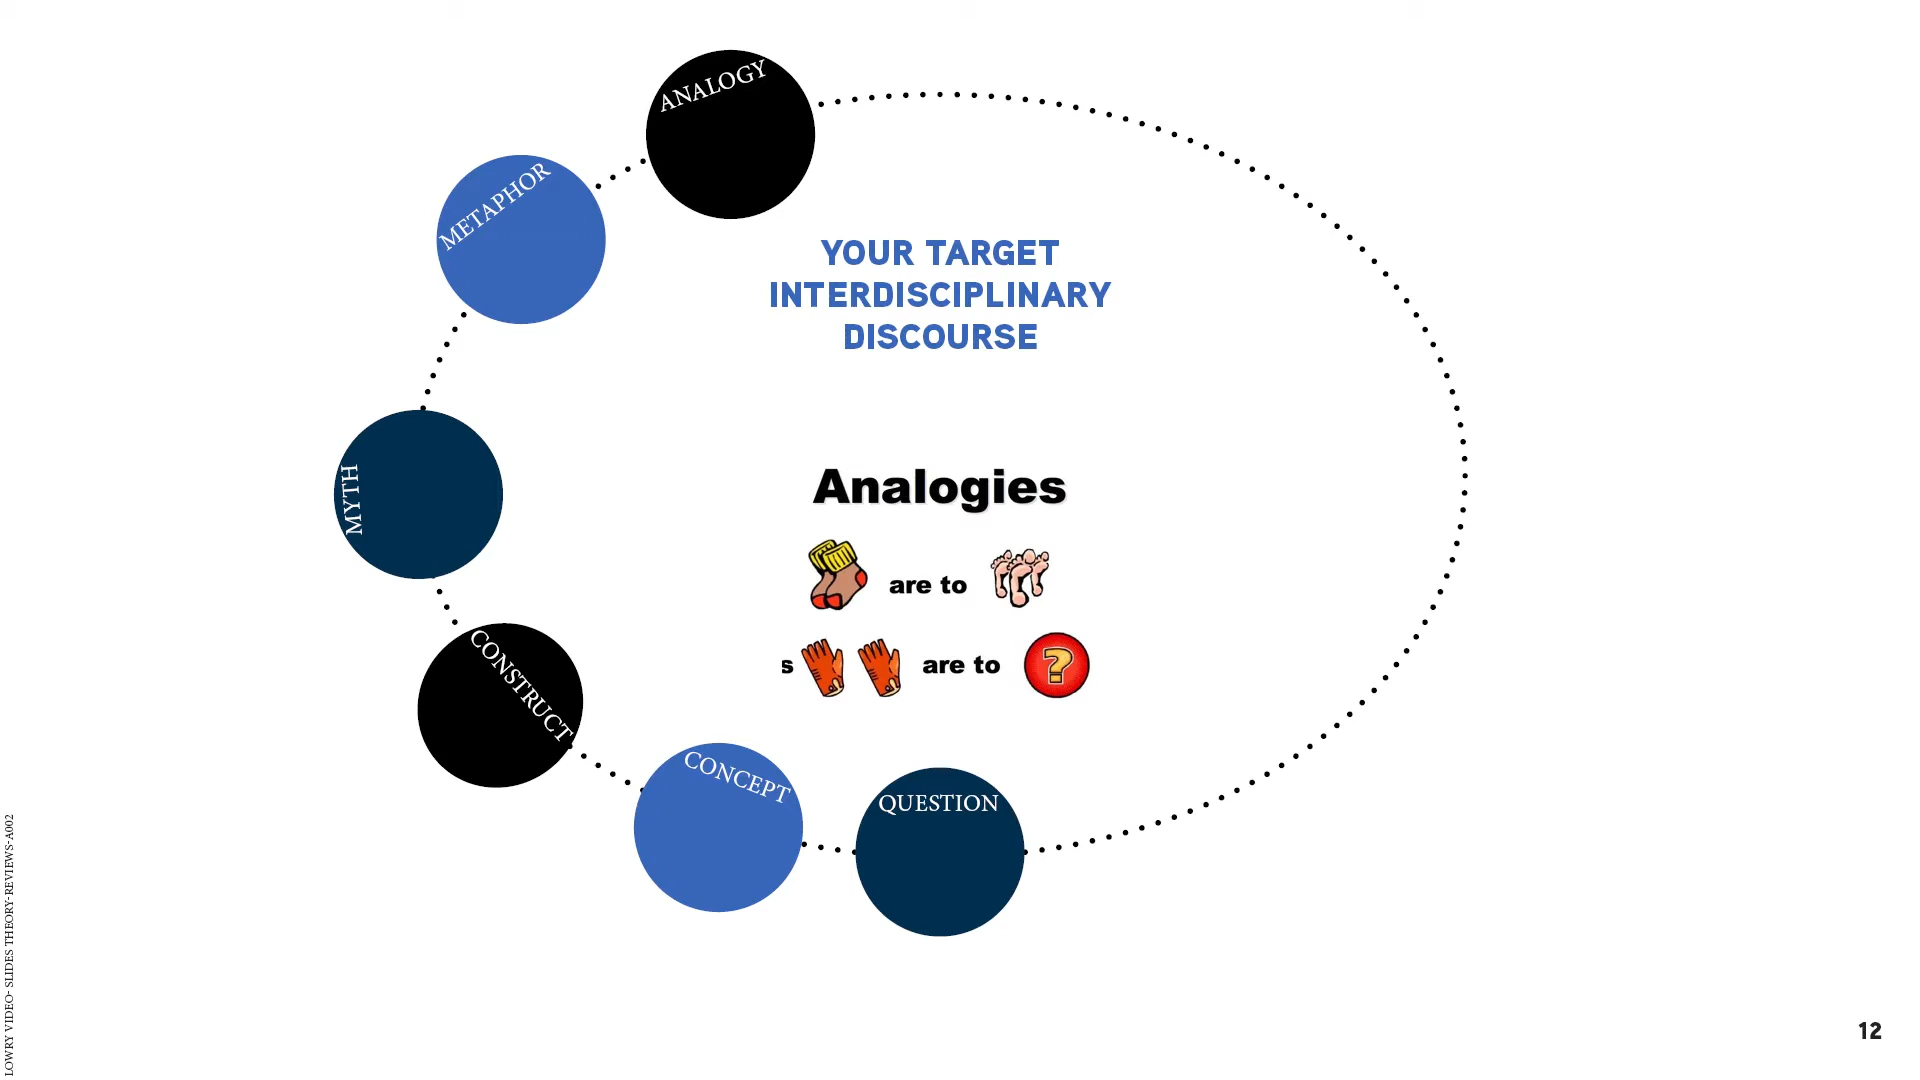 ANALOGY
METAPHOR
YOUR TARGET
INTERDISCIPLINARY
DISCOURSE
MYTH
Analogies
are to
s are to ?
CONSTRUCT
CONCEPT
QUESTION
LOWRY VIDEO- SLIDES THEORY-REVIEWS-A002
12